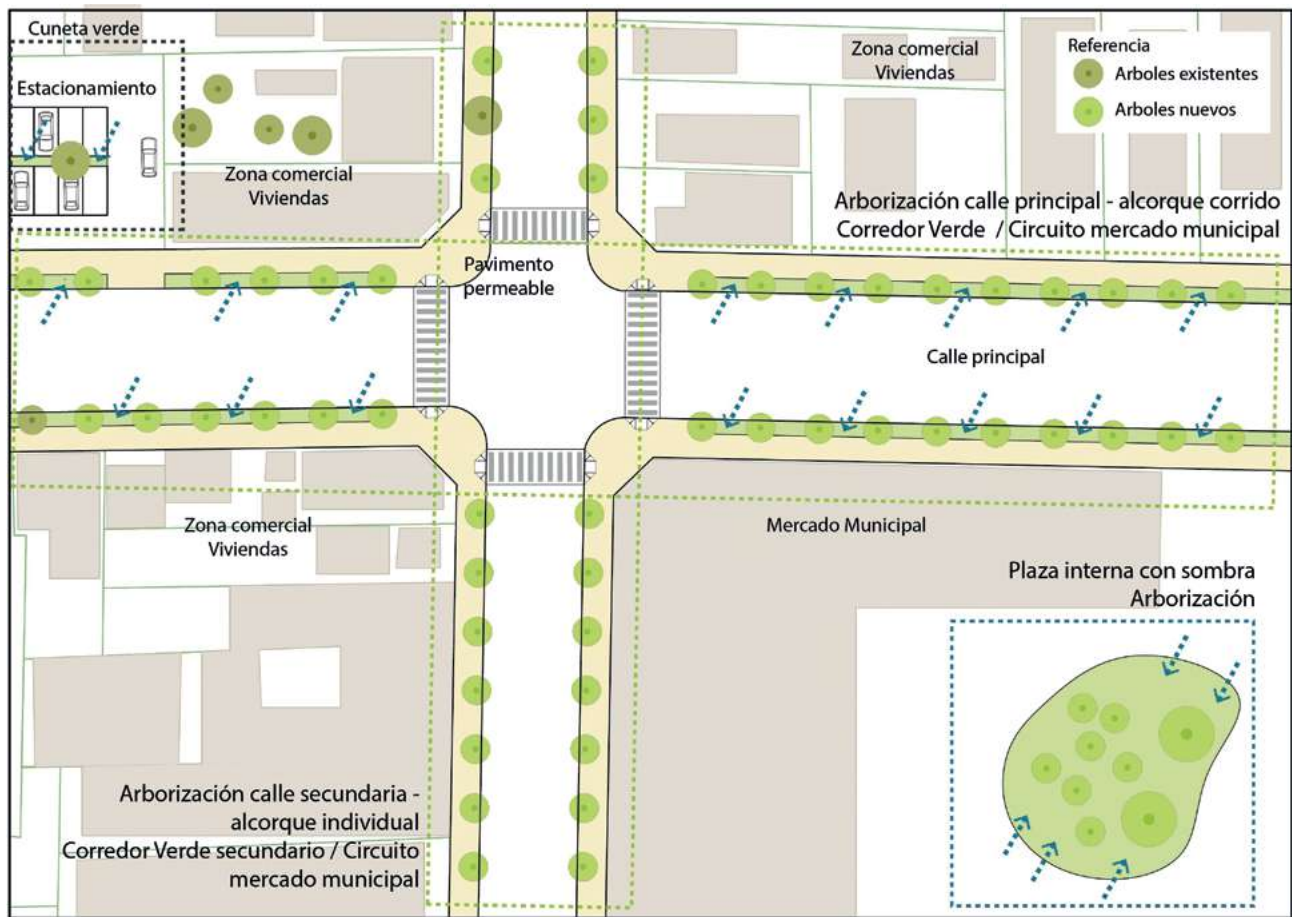 Cuneta verde
Estacionamiento
Zona comercial
Viviendas
Zona comercial
Viviendas
Referencia
Arboles existentes
Arboles nuevos
Arborización calle principal - alcorque corrido
Corredor Verde / Circuito mercado municipal
Pavimento
permeable
Calle principal
Zona comercial
Viviendas
Mercado Municipal
Plaza interna con sombra
Arborización
Arborización calle secundaria -
alcorque individual
Corredor Verde secundario / Circuito
mercado municipal